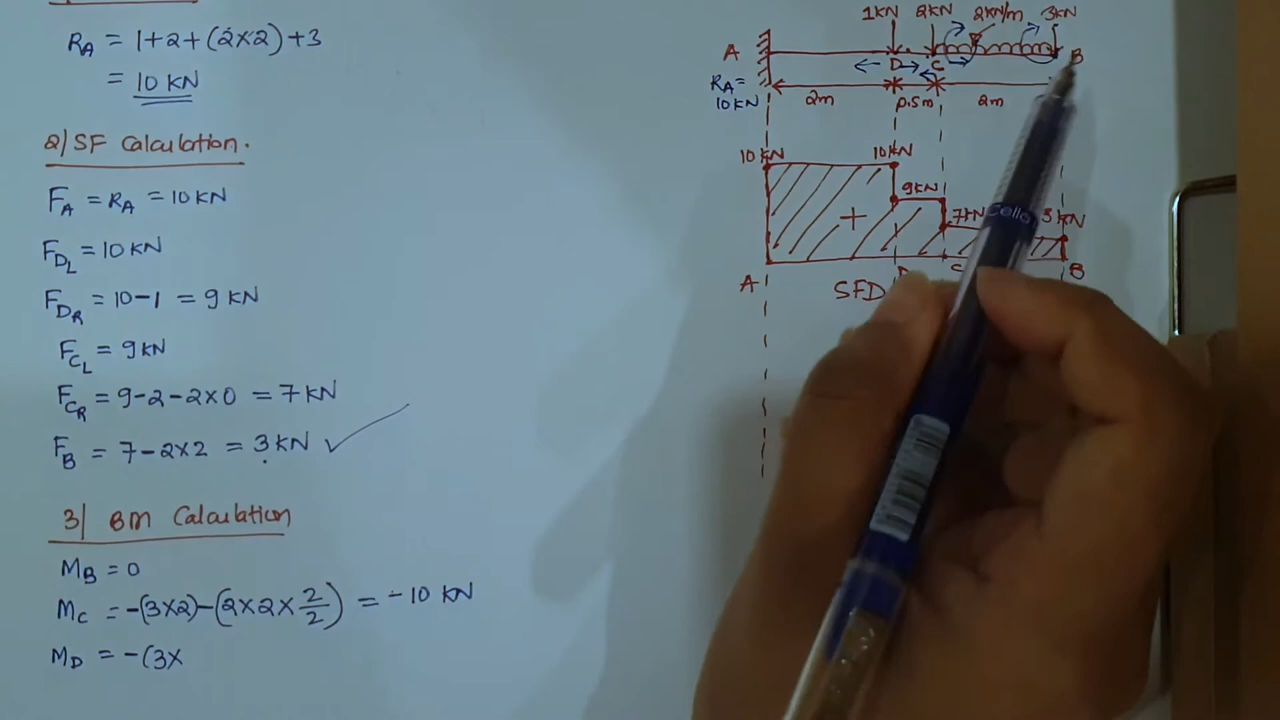 RA = 1+2+(2×2)+3
= 10 KN
2/ SF Calculation.
FA = RA = 10 KN
FDL = 10 KN
FDR = 10-1 = 9 KN
FCL = 9 KN
FCR = 9-2-2×0 = 7 KN
FB = 7-2×2 = 3 KN ✓
3/ BM Calculation
MB = 0
MC = -(3×2)-(2×2×2/2) = -10 KN
MD = -(3×
1KN 2KN 2KN/m 3KN
A D C B
RA =
10KN
2m 0.5m 2m
10 KN 10 KN
9KN
7KN 3 KN
+
A C B
SFD
Cello